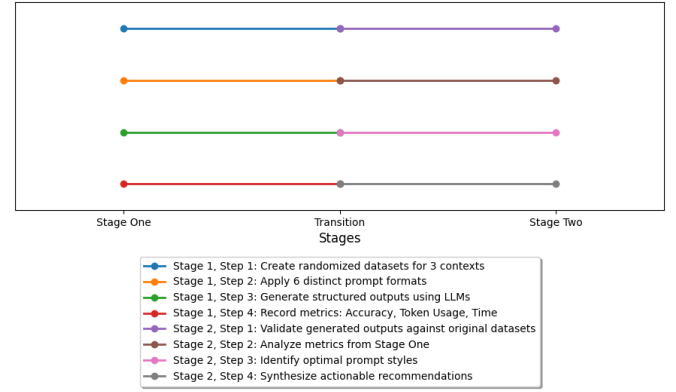 Stage One
Transition
Stage Two
Stages
Stage 1, Step 1: Create randomized datasets for 3 contexts
Stage 1, Step 2: Apply 6 distinct prompt formats
Stage 1, Step 3: Generate structured outputs using LLMs
Stage 1, Step 4: Record metrics: Accuracy, Token Usage, Time
Stage 2, Step 1: Validate generated outputs against original datasets
Stage 2, Step 2: Analyze metrics from Stage One
Stage 2, Step 3: Identify optimal prompt styles
Stage 2, Step 4: Synthesize actionable recommendations